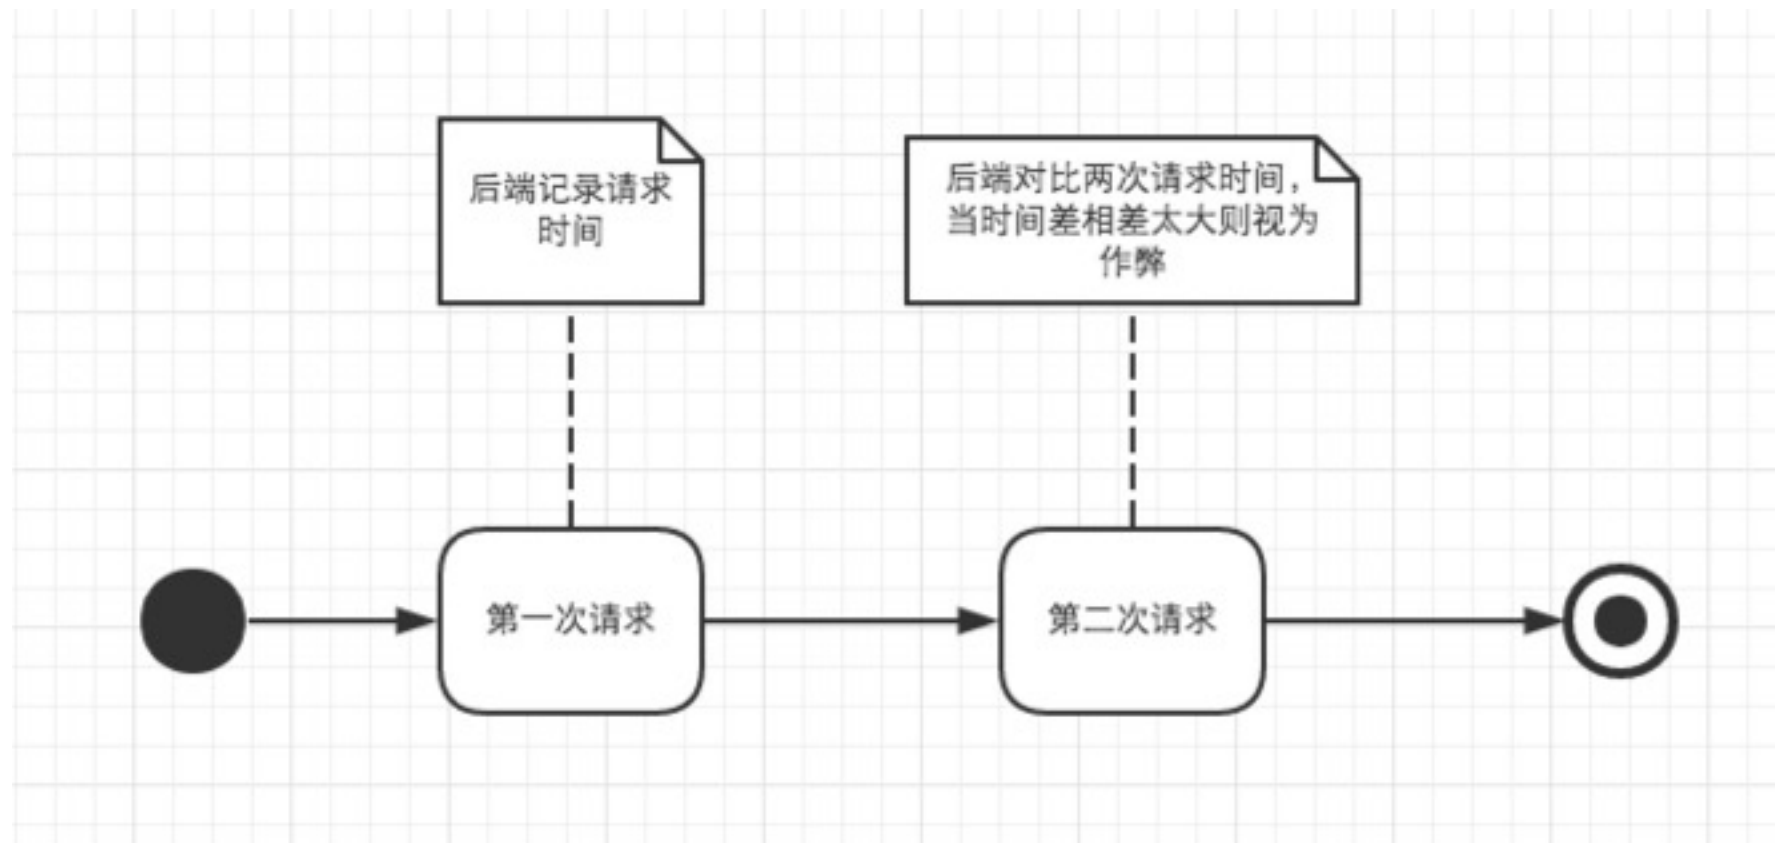 后端记录请求
时间
后端对比两次请求时间，
当时间差相差太大则视为
作弊
第一次请求
第二次请求